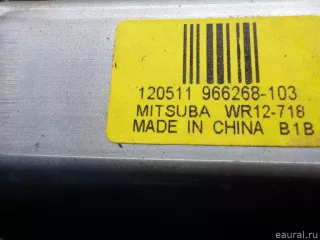 120511 966268-103
MITSUBA WR12-718
MADE IN CHINA B1B
eaural.ru